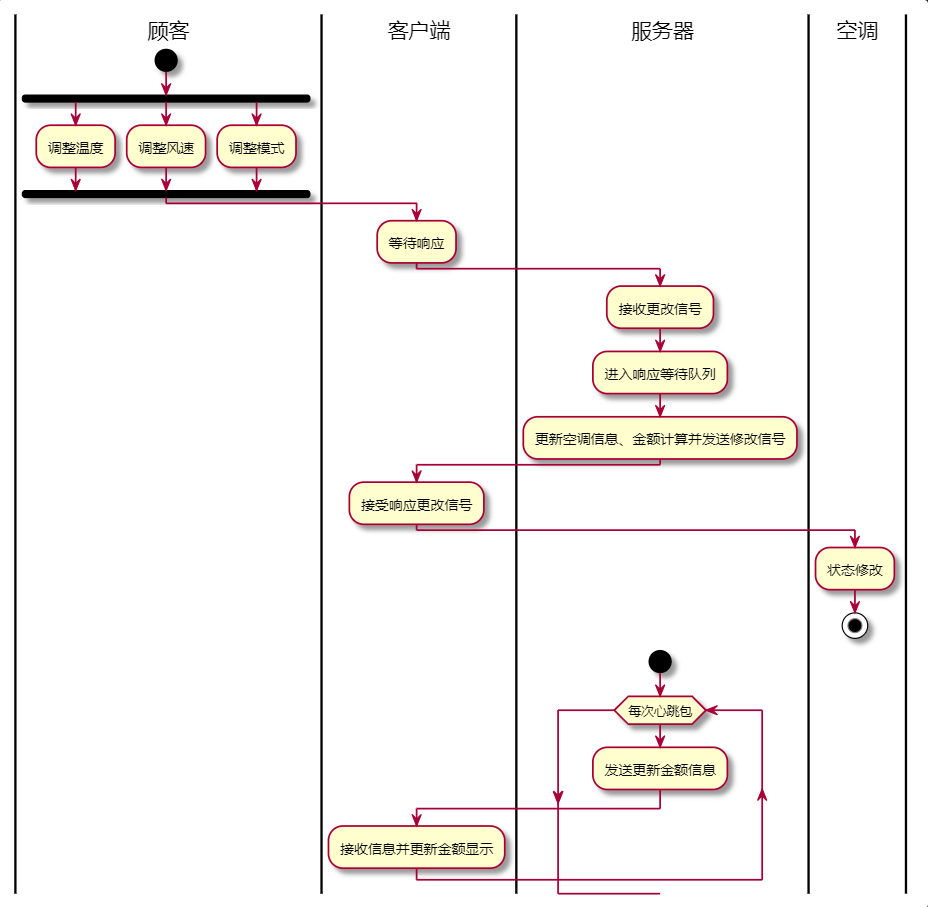 顾客
客户端
服务器
空调
调整温度
调整风速
调整模式
等待响应
接收更改信号
进入响应等待队列
更新空调信息、金额计算并发送修改信号
接受响应更改信号
状态修改
每次心跳包
发送更新金额信息
接收信息并更新金额显示